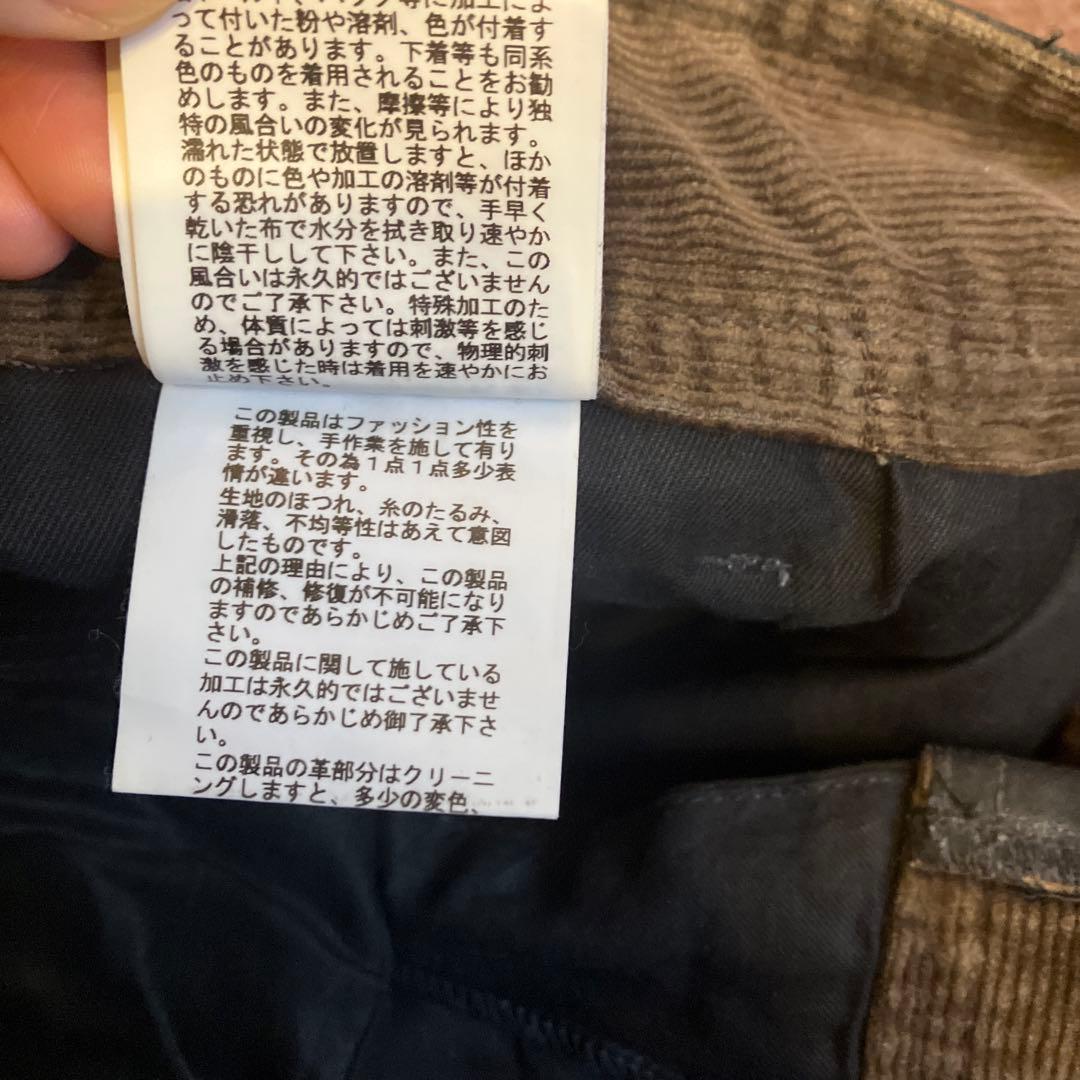 等に加工によ
って付いた粉や溶剤、色が付着す
ることがあります。下着等も同系
色のものを着用されることをお勧
めします。また、摩擦等により独
特の風合いの変化が見られます。
濡れた状態で放置しますと、ほか
のものに色や加工の溶剤等が付着
する恐れがありますので、手早く
乾いた布で水分を拭き取り速やか
に陰干しして下さい。また、この
風合いは永久的ではございません
のでご了承下さい。特殊加工のた
め、体質によっては刺激等を感じ
る場合がありますので、物理的刺
激を感じた時は着用を速やかにお
止め下さい。
この製品はファッション性を
重視し、手作業を施して有り
ます。その為１点１点多少表
情が違います。
生地のほつれ、糸のたるみ、
滑落、不均等性はあえて意図
したものです。
上記の理由により、この製品
の補修、修復が不可能になり
ますのであらかじめご了承下
さい。
この製品に関して施している
加工は永久的ではございませ
んのであらかじめ御了承下さ
い。
この製品の革部分はクリーニ
ングしますと、多少の変色、